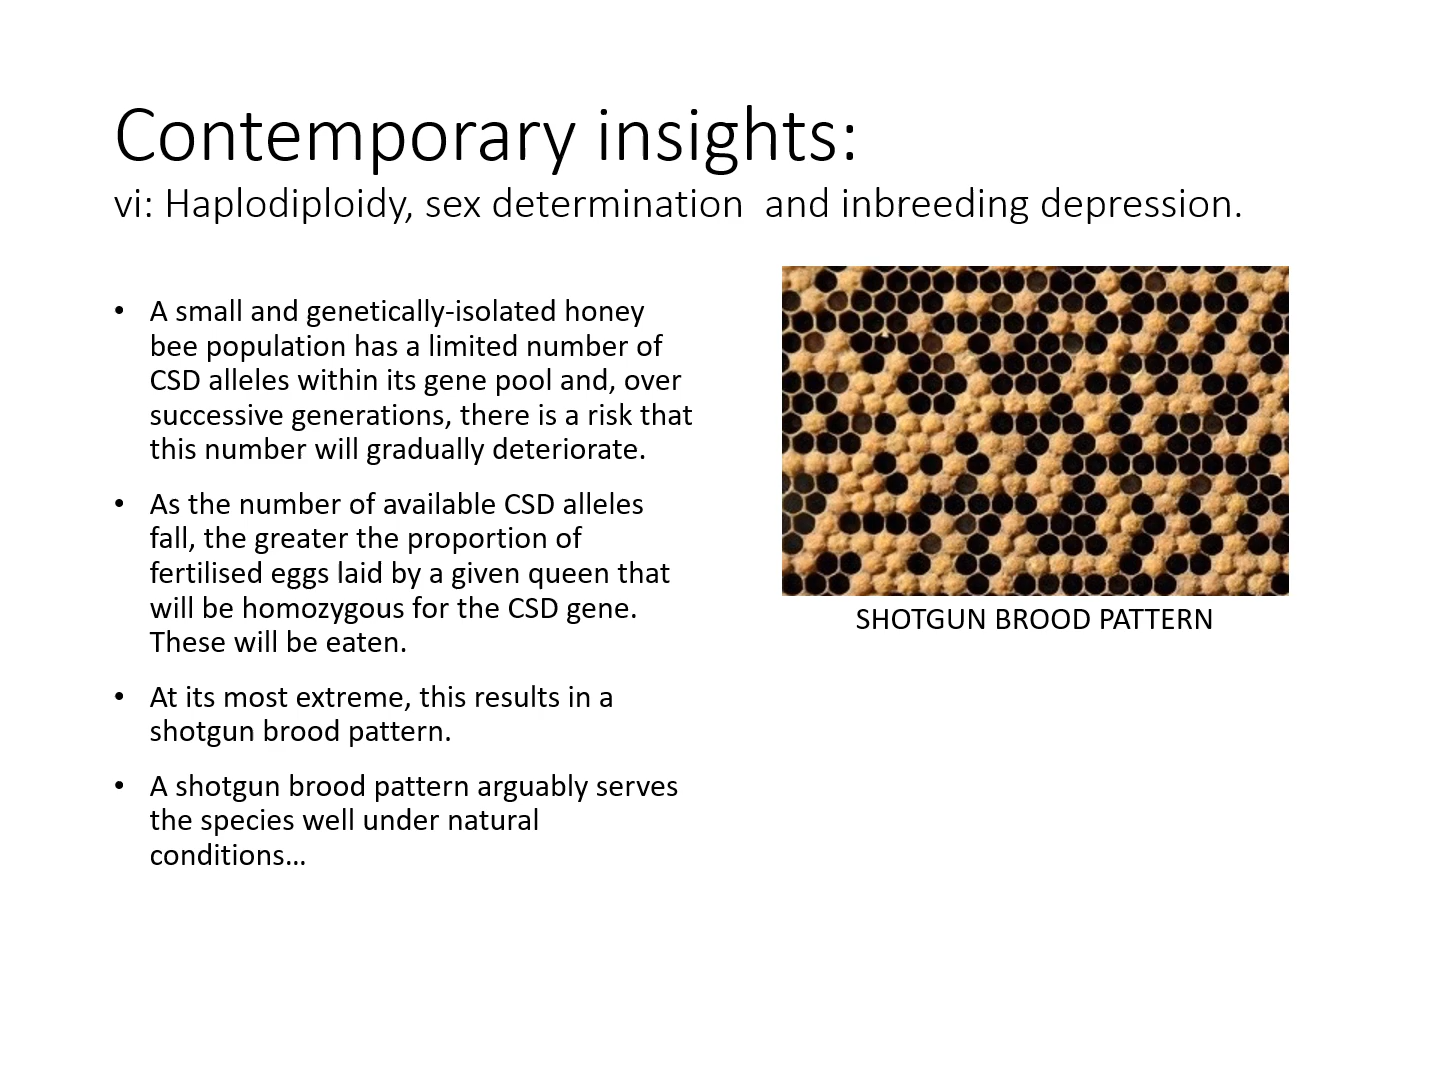 Contemporary insights:
vi: Haplodiploidy, sex determination  and inbreeding depression.
• A small and genetically-isolated honey
bee population has a limited number of
CSD alleles within its gene pool and, over
successive generations, there is a risk that
this number will gradually deteriorate.
• As the number of available CSD alleles
fall, the greater the proportion of
fertilised eggs laid by a given queen that
will be homozygous for the CSD gene.
These will be eaten.
• At its most extreme, this results in a
shotgun brood pattern.
• A shotgun brood pattern arguably serves
the species well under natural
conditions…
SHOTGUN BROOD PATTERN